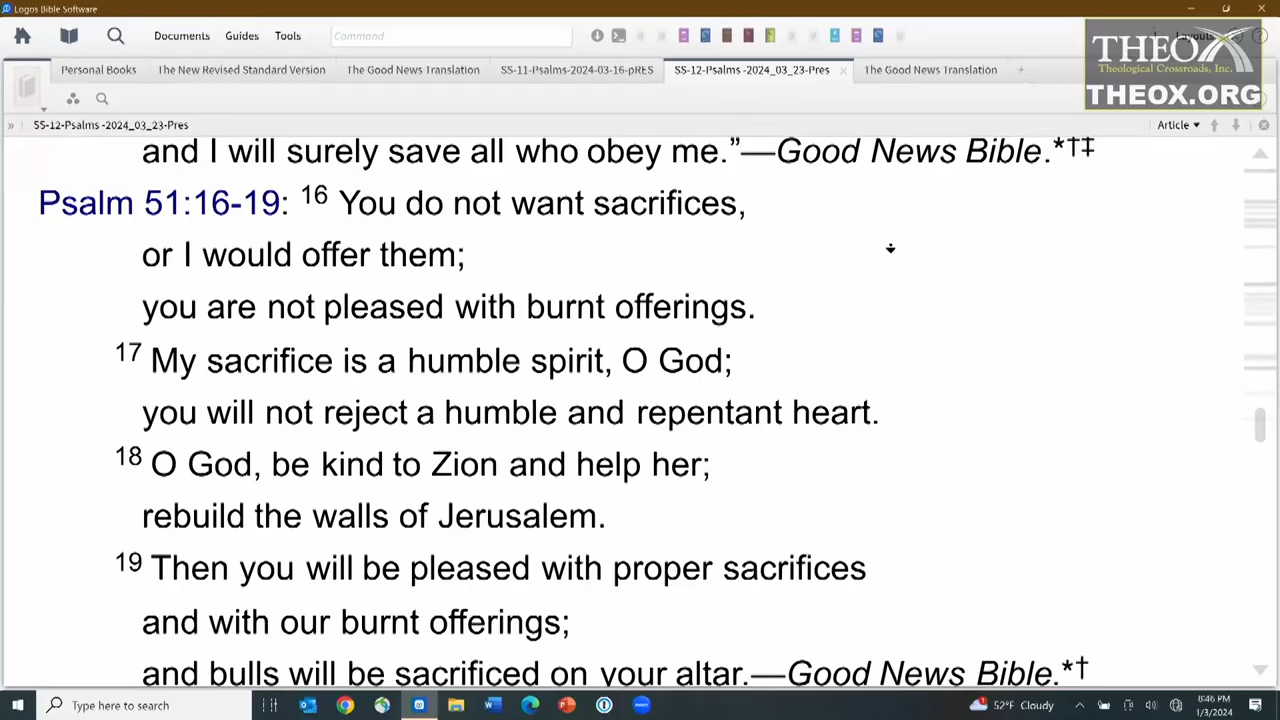 Logos Bible Software
Documents Guides Tools Command Layouts
THEOX
Theological Crossroads, Inc.
THEOX.ORG
Personal Books The New Revised Standard Version The Good New S 11-Psalms-2024-03-16-pRES SS-12-Psalms -2024_03_23-Pres The Good News Translation
» SS-12-Psalms -2024_03_23-Pres Article
and I will surely save all who obey me.”—Good News Bible.*†‡
Psalm 51:16-19: 16 You do not want sacrifices,
or I would offer them;
you are not pleased with burnt offerings.
17 My sacrifice is a humble spirit, O God;
you will not reject a humble and repentant heart.
18 O God, be kind to Zion and help her;
rebuild the walls of Jerusalem.
19 Then you will be pleased with proper sacrifices
and with our burnt offerings;
and bulls will be sacrificed on your altar.—Good News Bible.*†
Type here to search 52°F Cloudy 8:46 PM
1/3/2024